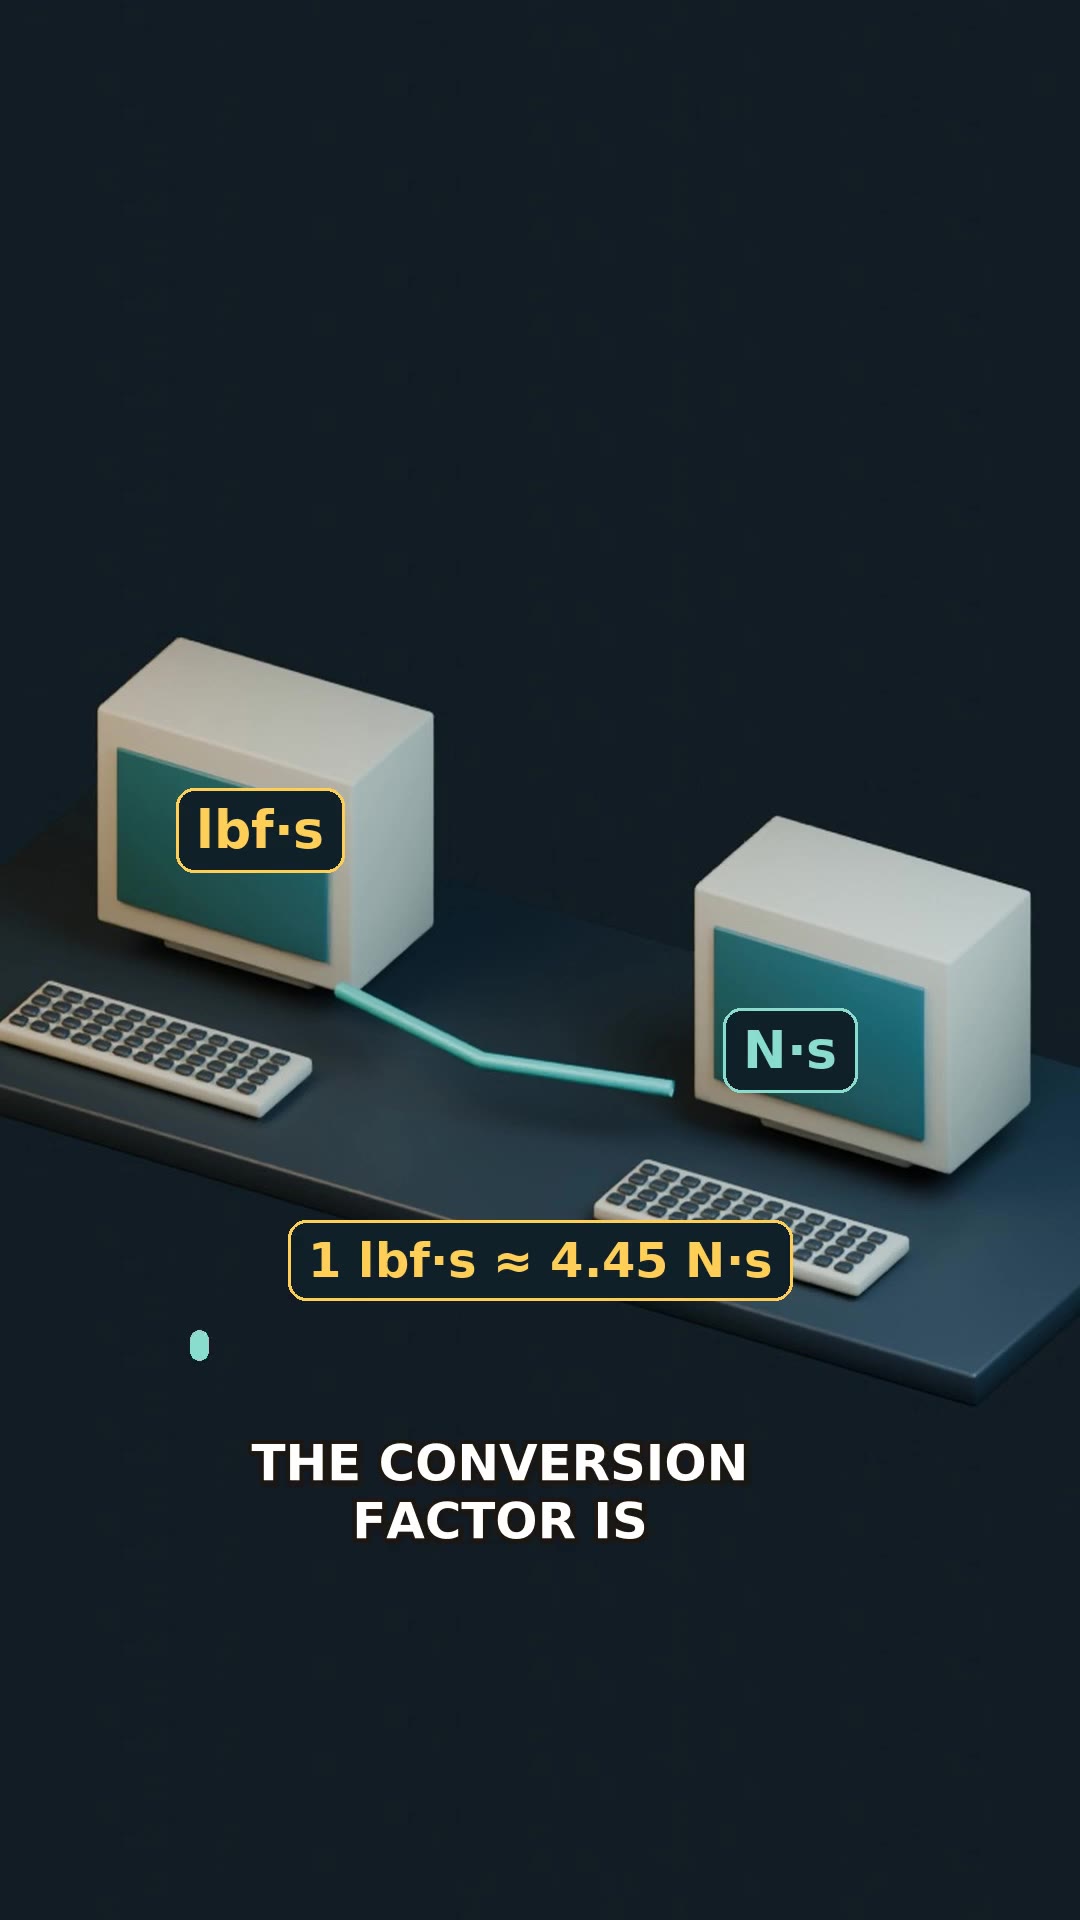 lbf·s
N·s
1 lbf·s ≈ 4.45 N·s
THE CONVERSION
FACTOR IS